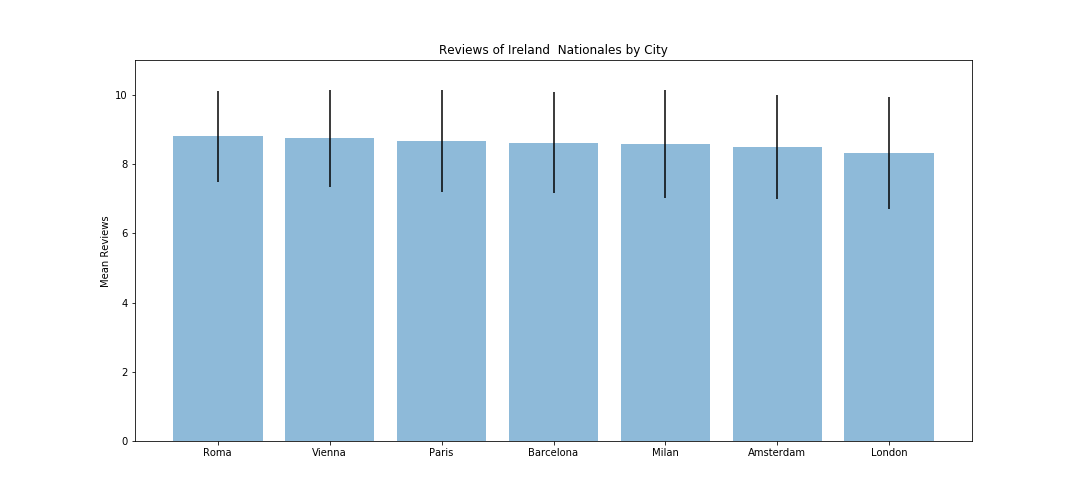 Reviews of Ireland  Nationales by City
Mean Reviews
10
8
6
4
2
0
Roma
Vienna
Paris
Barcelona
Milan
Amsterdam
London